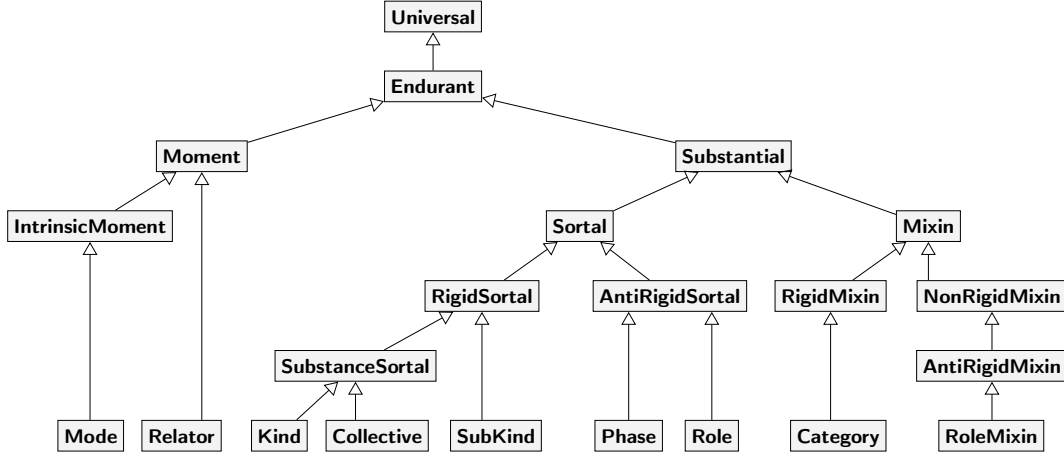 Universal
Endurant
Moment
Substantial
IntrinsicMoment
Sortal
Mixin
RigidSortal
AntiRigidSortal
RigidMixin
NonRigidMixin
SubstanceSortal
AntiRigidMixin
Mode
Relator
Kind
Collective
SubKind
Phase
Role
Category
RoleMixin